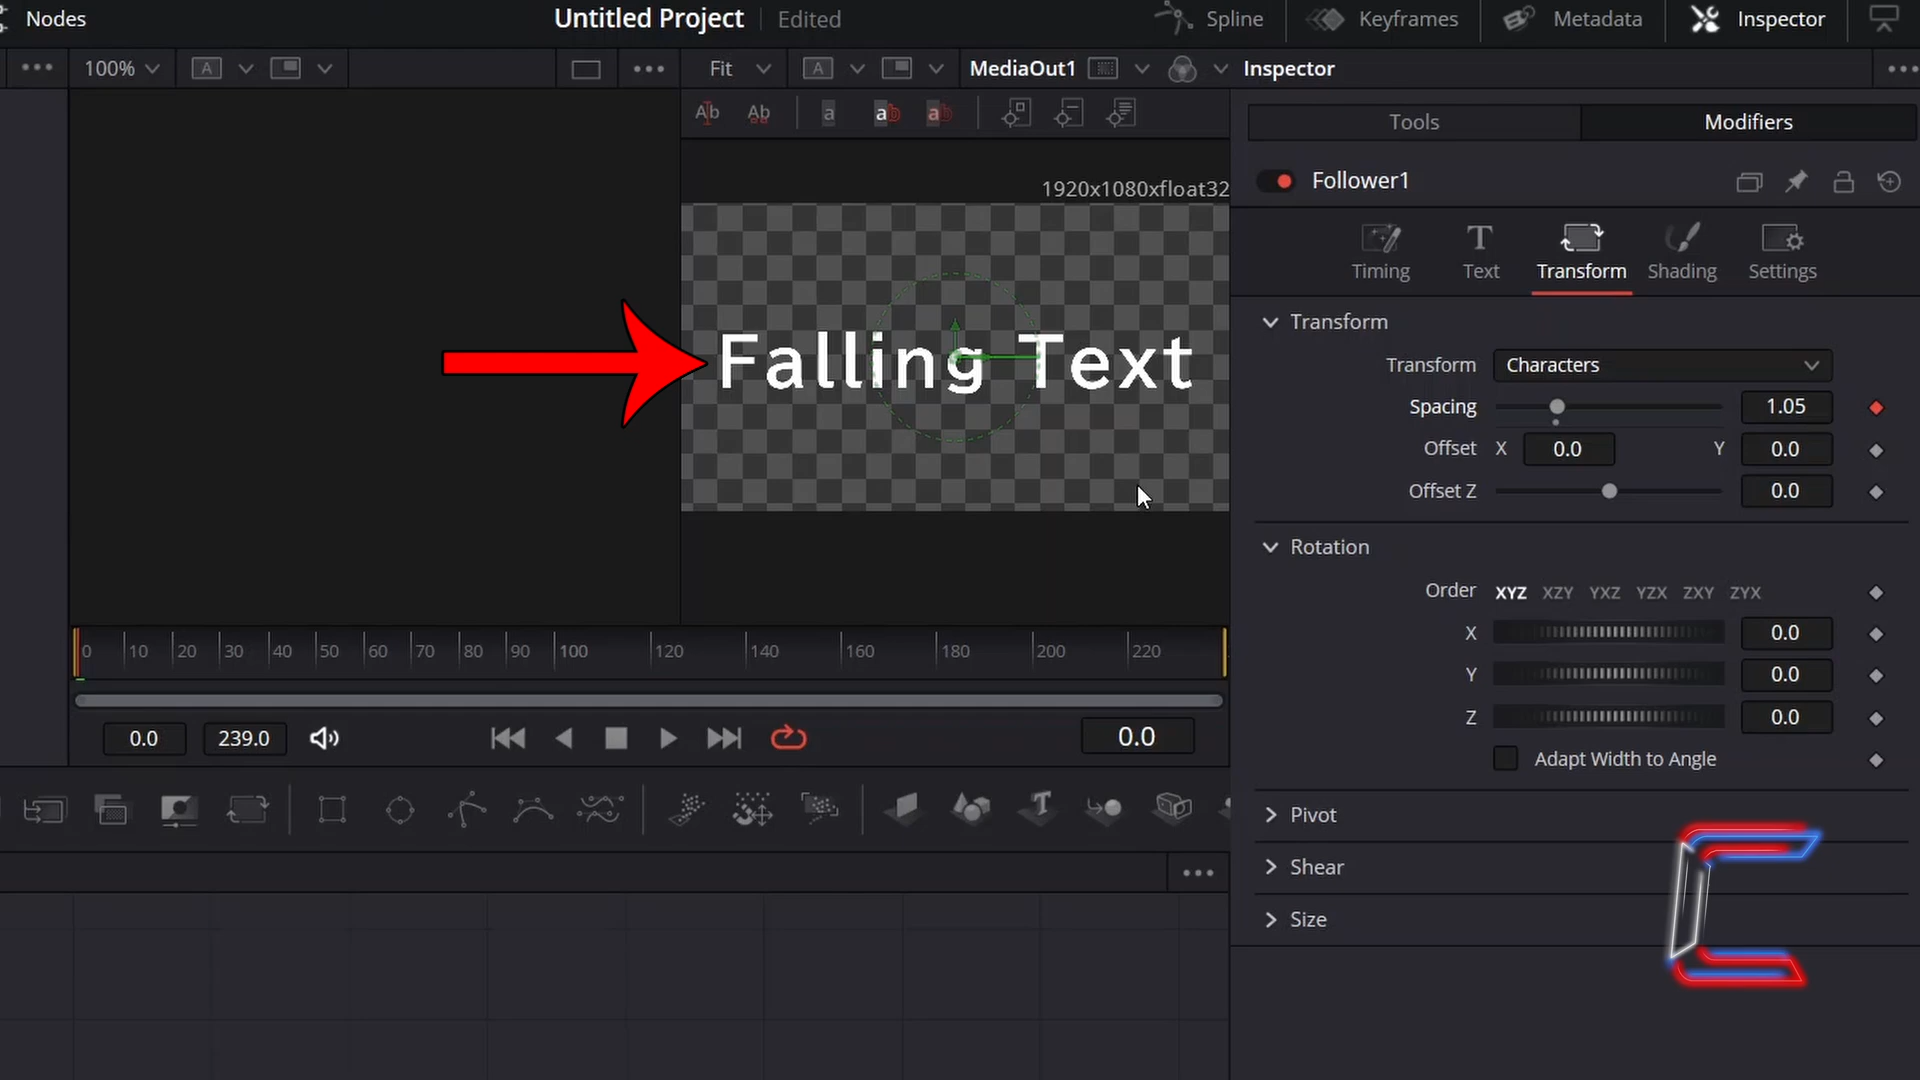 Nodes
Untitled Project
Edited
Spline
Keyframes
Metadata
Inspector
100%
A
Fit
A
MediaOut1
Inspector
Ab
Ab
a
ab
ab
Tools
Modifiers
1920x1080xfloat32
Follower1
Timing
T
Text
Transform
Shading
Settings
Falling Text
Transform
Transform
Characters
Spacing
1.05
Offset
X
0.0
Y
0.0
Offset Z
0.0
Rotation
Order
XYZ
XZY
YXZ
YZX
ZXY
ZYX
X
0.0
Y
0.0
Z
0.0
Adapt Width to Angle
Pivot
Shear
Size
0
10
20
30
40
50
60
70
80
90
100
120
140
160
180
200
220
0.0
239.0
0.0
T
C